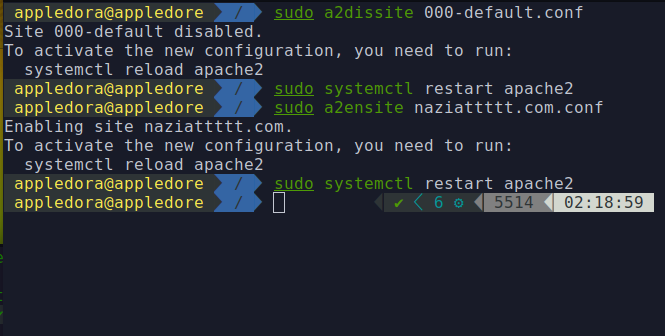 appledora@appledore / sudo a2dissite 000-default.conf
Site 000-default disabled.
To activate the new configuration, you need to run:
  systemctl reload apache2
appledora@appledore / sudo systemctl restart apache2
appledora@appledore / sudo a2ensite naziattttt.com.conf
Enabling site naziattttt.com.
To activate the new configuration, you need to run:
  systemctl reload apache2
appledora@appledore / sudo systemctl restart apache2
appledora@appledore / ✔ 6 ⚙ 5514 02:18:59